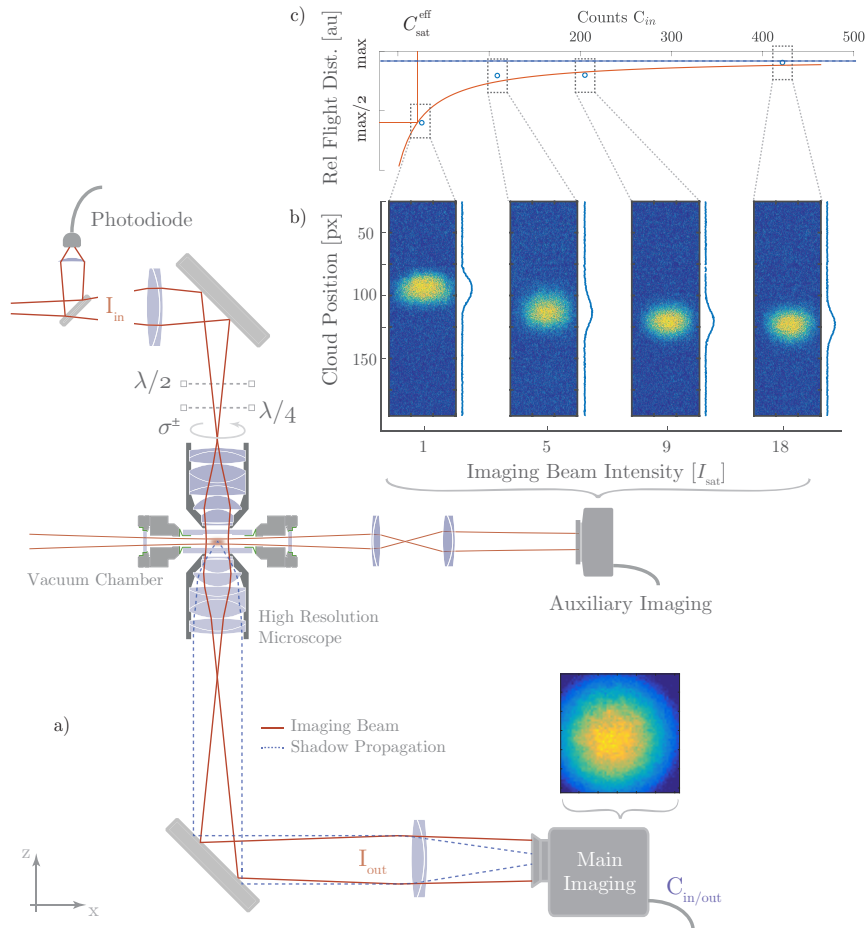 c)
C_sat^eff
Counts C_in
200
300
400
500
Rel Flight Dist. [au]
max
max/2
b)
Cloud Position [px]
50
100
150
1
5
9
18
Imaging Beam Intensity [I_sat]
Photodiode
I_in
λ/2
λ/4
σ^±
Vacuum Chamber
High Resolution
Microscope
Auxiliary Imaging
a)
Imaging Beam
Shadow Propagation
I_out
Main
Imaging
C_in/out
z
x